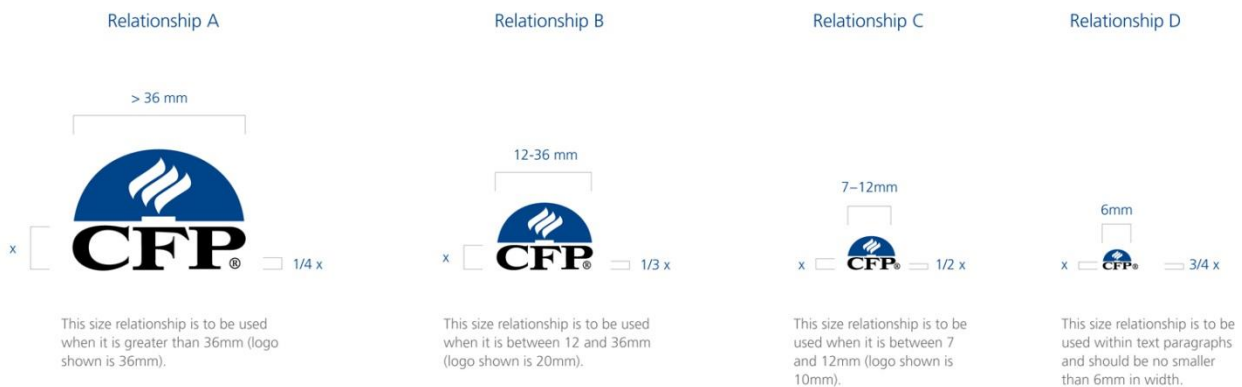 Relationship A
Relationship B
Relationship C
Relationship D
> 36 mm
12-36 mm
7–12mm
6mm
x
CFP®
1/4 x
x
CFP®
1/3 x
x
CFP®
1/2 x
x
CFP®
3/4 x
This size relationship is to be used
when it is greater than 36mm (logo
shown is 36mm).
This size relationship is to be used
when it is between 12 and 36mm
(logo shown is 20mm).
This size relationship is to be
used when it is between 7
and 12mm (logo shown is
10mm).
This size relationship is to be
used within text paragraphs
and should be no smaller
than 6mm in width.